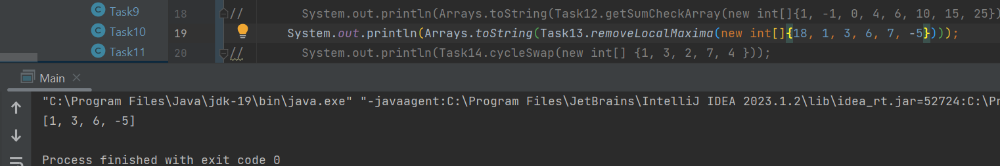 Task9
Task10
Task11
18 // System.out.println(Arrays.toString(Task12.getSumCheckArray(new int[]{1, -1, 0, 4, 6, 10, 15, 25})
19 System.out.println(Arrays.toString(Task13.removeLocalMaxima(new int[]{18, 1, 3, 6, 7, -5})));
20 // System.out.println(Task14.cycleSwap(new int[] {1, 3, 2, 7, 4 }));
Main
"C:\Program Files\Java\jdk-19\bin\java.exe" "-javaagent:C:\Program Files\JetBrains\IntelliJ IDEA 2023.1.2\lib\idea_rt.jar=52724:C:\Pr
[1, 3, 6, -5]
Process finished with exit code 0